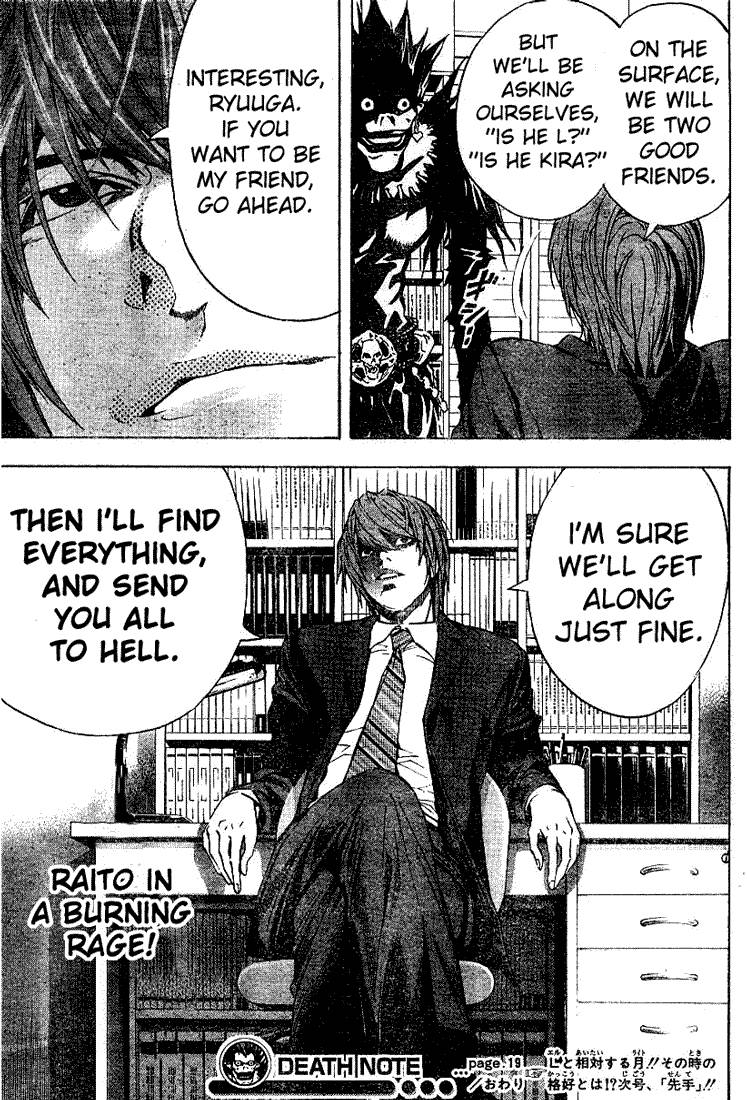 ON THE
SURFACE,
WE WILL
BE TWO
GOOD
FRIENDS.
BUT
WE'LL BE
ASKING
OURSELVES,
"IS HE L?"
"IS HE KIRA?"
ギシ!
INTERESTING,
RYUUGA.
IF YOU
WANT TO BE
MY FRIEND,
GO AHEAD.
I'M SURE
WE'LL GET
ALONG
JUST FINE.
THEN I'LL FIND
EVERYTHING,
AND SEND
YOU ALL
TO HELL.
RAITO IN
A BURNING
RAGE!
DEATH NOTE
...page.19
.../おわり
Lと相対する月!!その時の
格好とは!?次号、「先手」!!